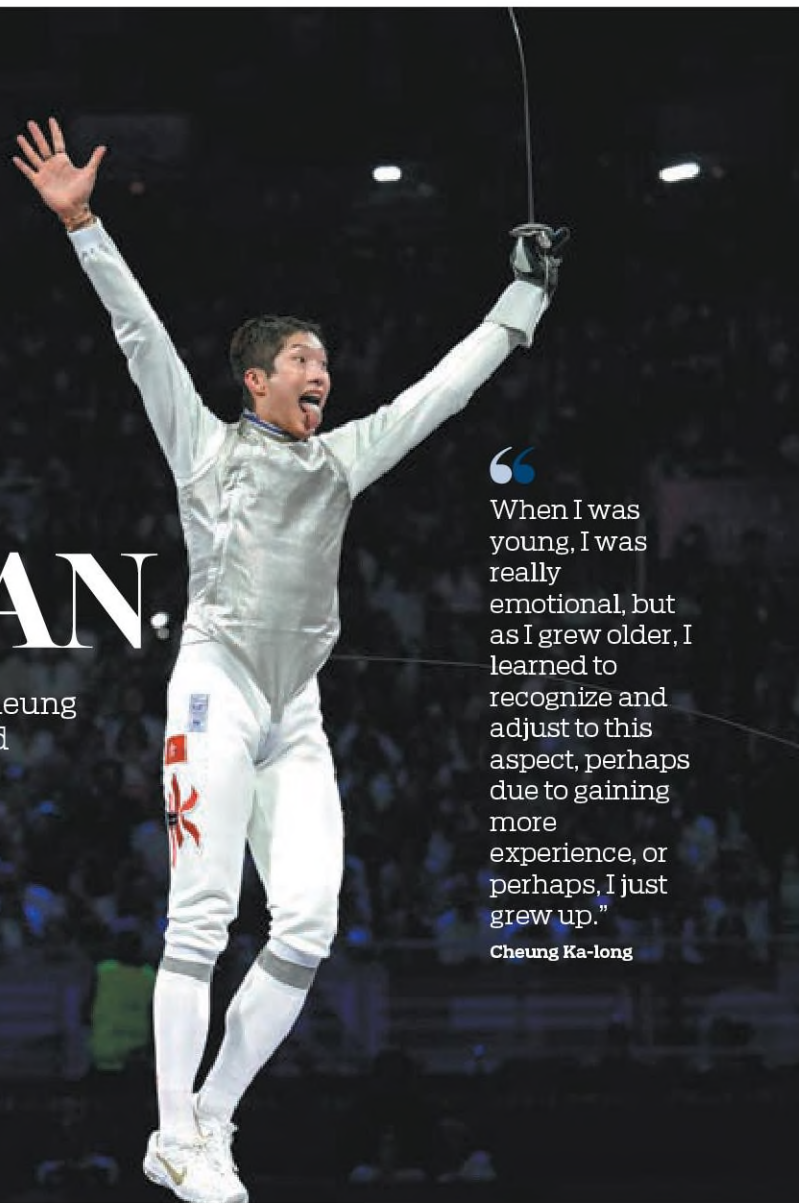 AN
eung
d
When I was
young, I was
really
emotional, but
as I grew older, I
learned to
recognize and
adjust to this
aspect, perhaps
due to gaining
more
experience, or
perhaps, I just
grew up.”
Cheung Ka-long